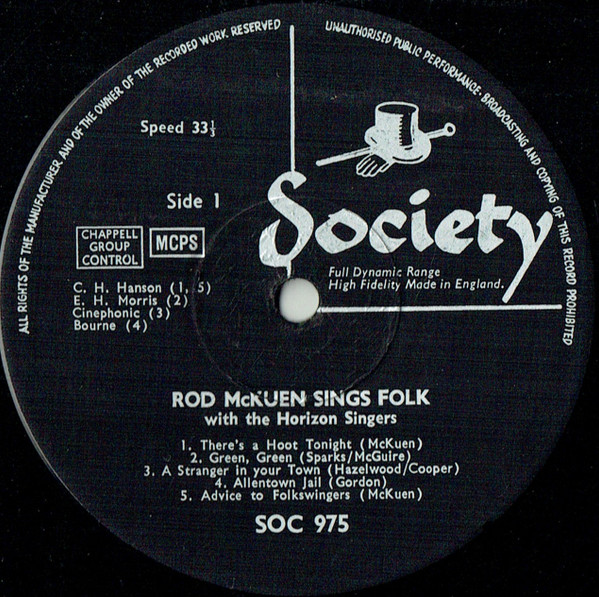 ALL RIGHTS OF THE MANUFACTURER AND OF THE OWNER OF THE RECORDED WORK RESERVED
UNAUTHORISED PUBLIC PERFORMANCE·BROADCASTING AND COPYING OF THIS RECORD PROHIBITED
Speed 33⅓
Side 1
CHAPPELL
GROUP
CONTROL
MCPS
Society
Full Dynamic Range
High Fidelity Made in England.
C. H. Hanson (1, 5)
E. H. Morris (2)
Cinephonic (3)
Bourne (4)
ROD McKUEN SINGS FOLK
with the Horizon Singers
1. There's a Hoot Tonight (McKuen)
2. Green, Green (Sparks/McGuire)
3. A Stranger in your Town (Hazelwood/Cooper)
4. Allentown Jail (Gordon)
5. Advice to Folkswingers (McKuen)
SOC 975